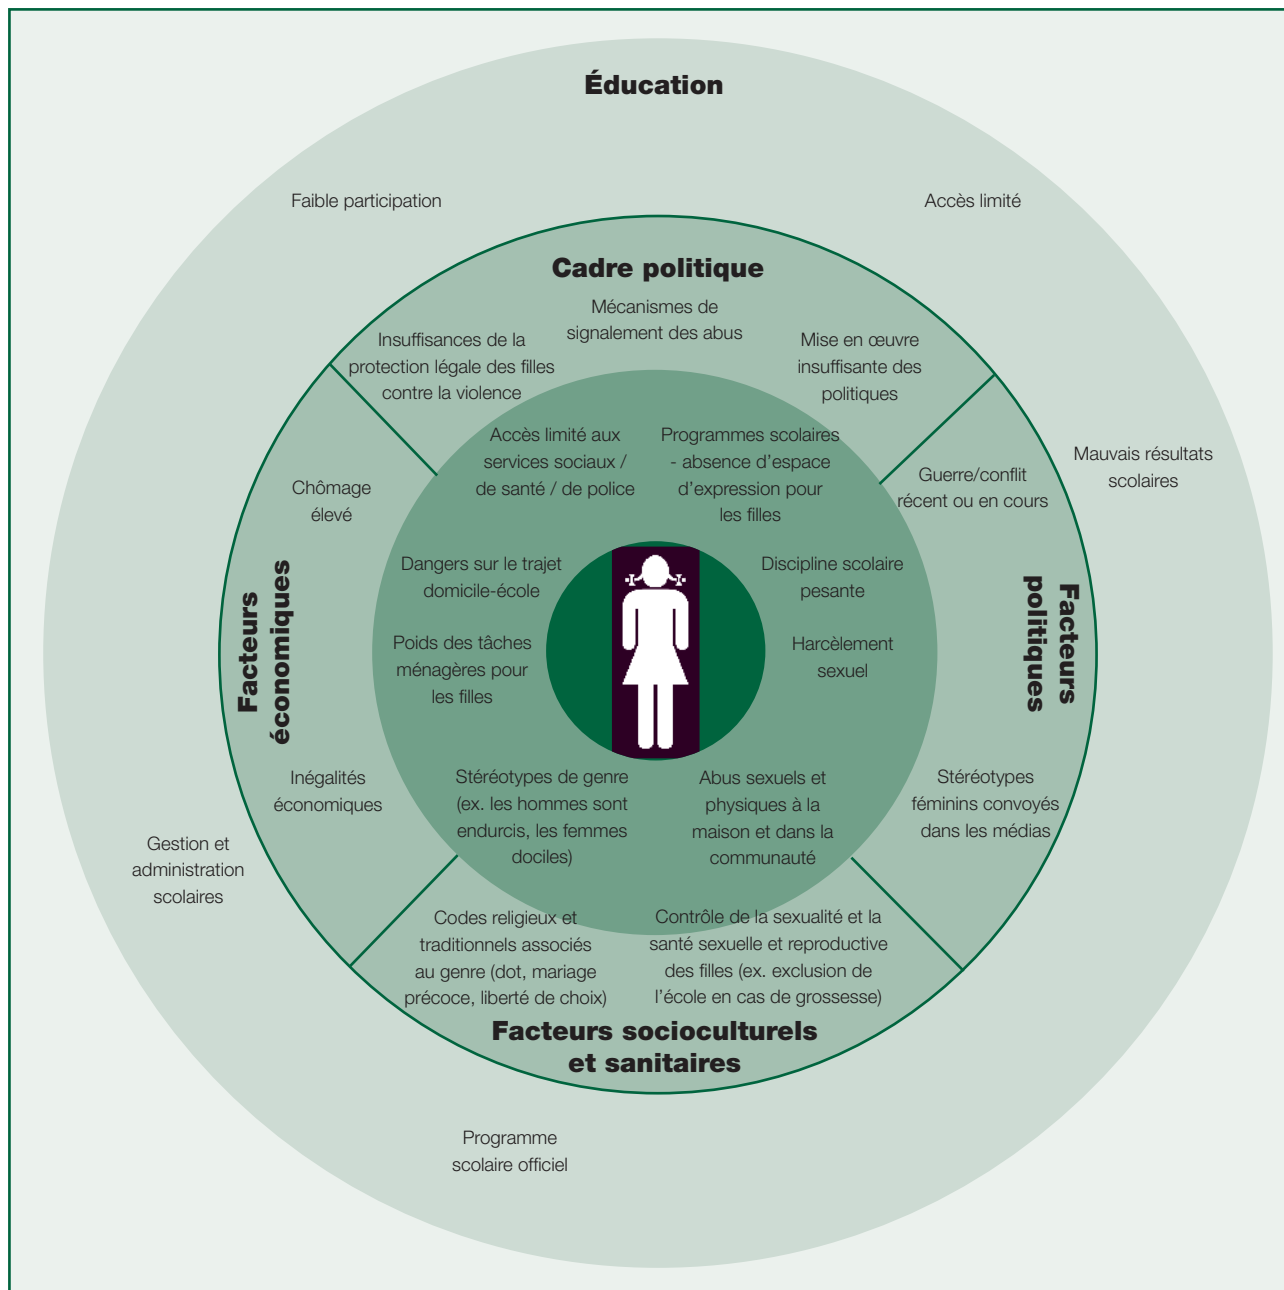 Éducation
Faible participation
Accès limité
Cadre politique
Mécanismes de
signalement des abus
Insuffisances de la
protection légale des filles
contre la violence
Mise en œuvre
insuffisante des
politiques
Accès limité aux
services sociaux /
de santé / de police
Programmes scolaires
- absence d'espace
d'expression pour
les filles
Mauvais résultats
scolaires
Guerre/conflit
récent ou en cours
Chômage
élevé
Dangers sur le trajet
domicile-école
Discipline scolaire
pesante
Facteurs
économiques
Facteurs
politiques
Poids des tâches
ménagères pour
les filles
Harcèlement
sexuel
Inégalités
économiques
Stéréotypes de genre
(ex. les hommes sont
endurcis, les femmes
dociles)
Abus sexuels et
physiques à la
maison et dans la
communauté
Stéréotypes
féminins convoyés
dans les médias
Gestion et
administration
scolaires
Codes religieux et
traditionnels associés
au genre (dot, mariage
précoce, liberté de choix)
Contrôle de la sexualité et la
santé sexuelle et reproductive
des filles (ex. exclusion de
l'école en cas de grossesse)
Facteurs socioculturels
et sanitaires
Programme
scolaire officiel